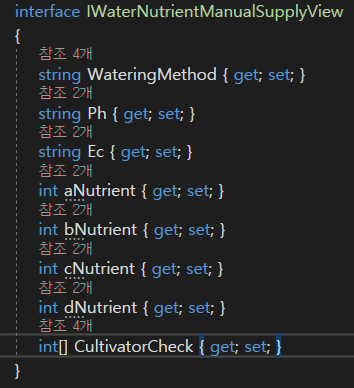 interface IWaterNutrientManualSupplyView
{
참조 4개
string WateringMethod { get; set; }
참조 2개
string Ph { get; set; }
참조 2개
string Ec { get; set; }
참조 2개
int aNutrient { get; set; }
참조 2개
int bNutrient { get; set; }
참조 2개
int cNutrient { get; set; }
참조 2개
int dNutrient { get; set; }
참조 4개
int[] CultivatorCheck { get; set; }
}